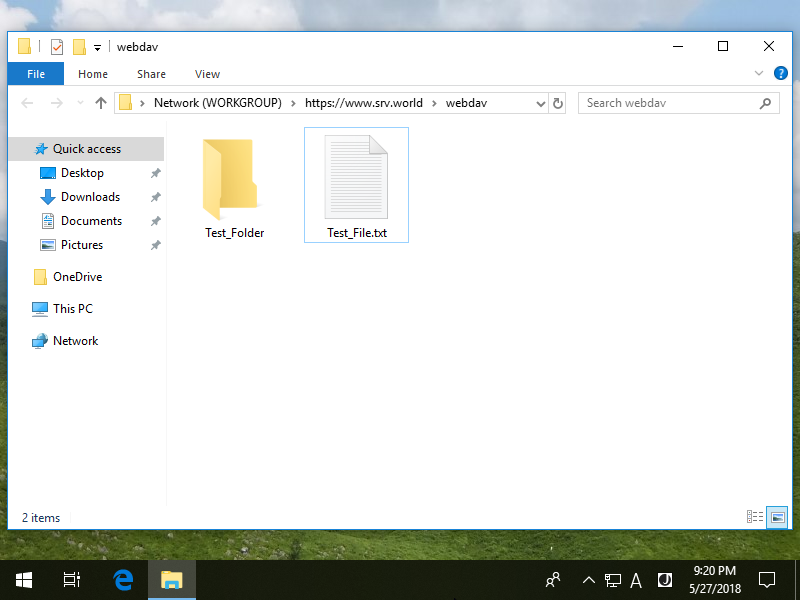 webdav
File Home Share View
Network (WORKGROUP) https://www.srv.world webdav
Search webdav
Quick access
Desktop
Downloads
Documents
Pictures
OneDrive
This PC
Network
Test_Folder
Test_File.txt
2 items
A
J
9:20 PM
5/27/2018